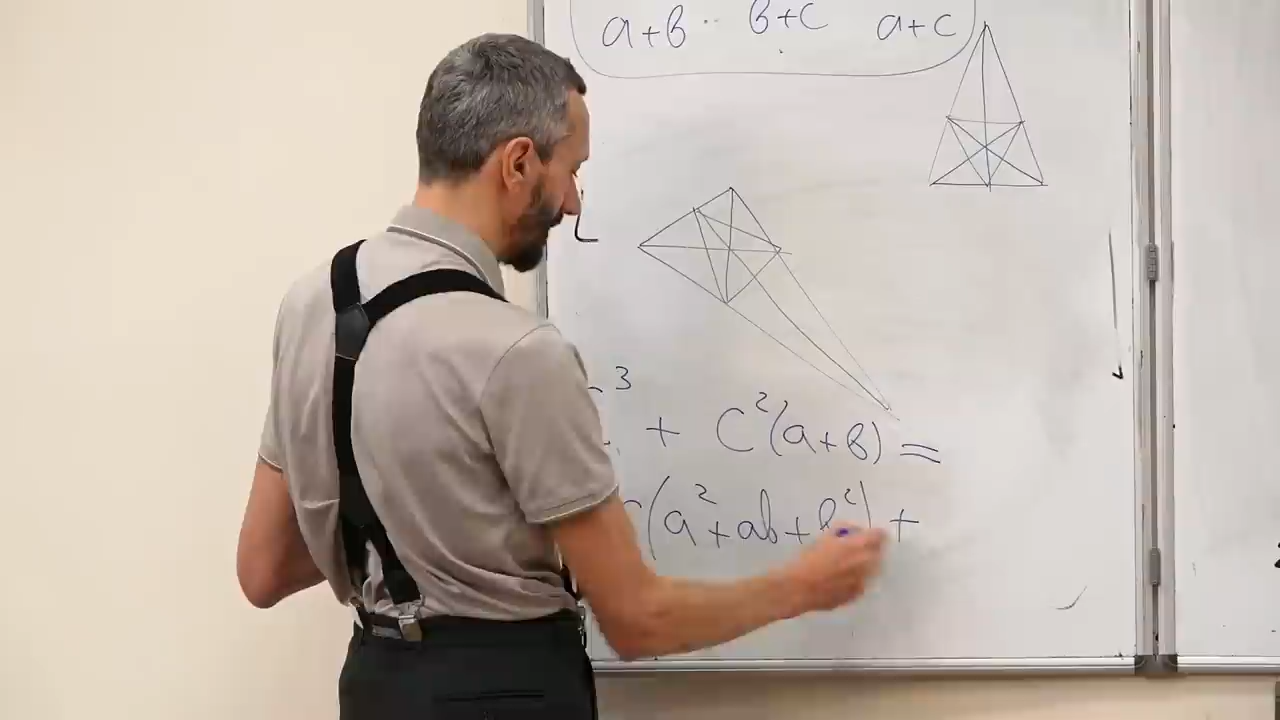 a+b b+c a+c
3
+ c²(a+b) =
(a²+ab+b²) +